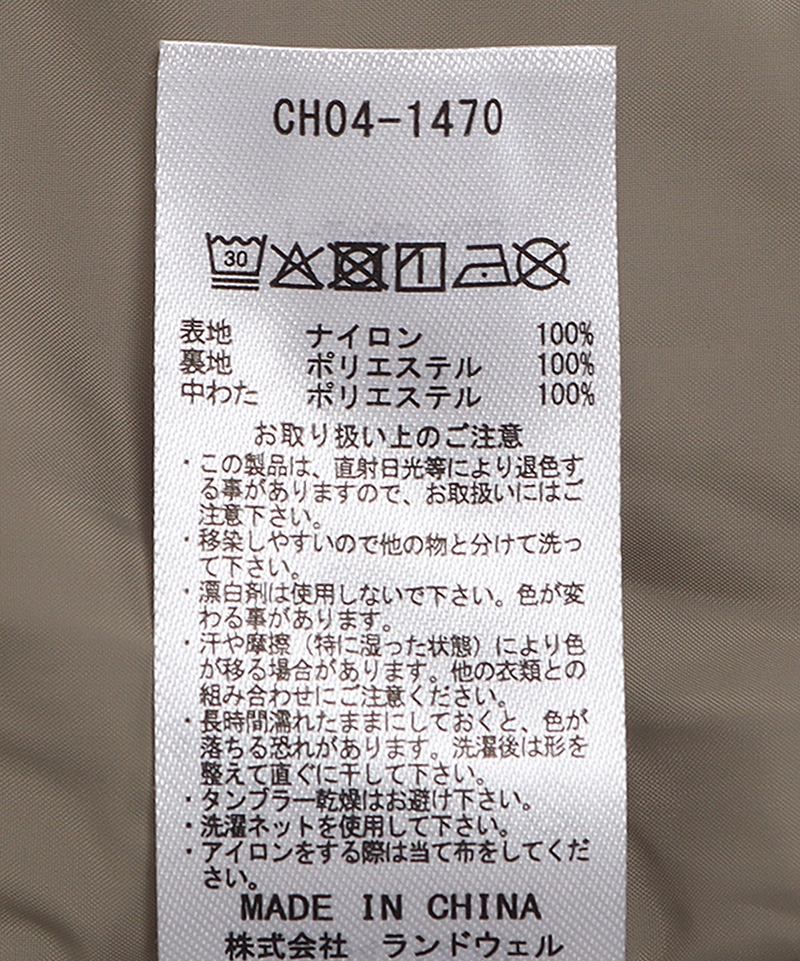 CH04-1470
30
表地 ナイロン 100%
裏地 ポリエステル 100%
中わた ポリエステル 100%
お取り扱い上のご注意
・この製品は、直射日光等により退色す
る事がありますので、お取扱いにはご
注意下さい。
・移染しやすいので他の物と分けて洗っ
て下さい。
・漂白剤は使用しないで下さい。色が変
わる事があります。
・汗や摩擦（特に湿った状態）により色
が移る場合があります。他の衣類との
組み合わせにご注意ください。
・長時間濡れたままにしておくと、色が
落ちる恐れがあります。洗濯後は形を
整えて直ぐに干して下さい。
・タンブラー乾燥はお避け下さい。
・洗濯ネットを使用して下さい。
・アイロンをする際は当て布をしてくだ
さい。
MADE IN CHINA
株式会社 ランドウェル